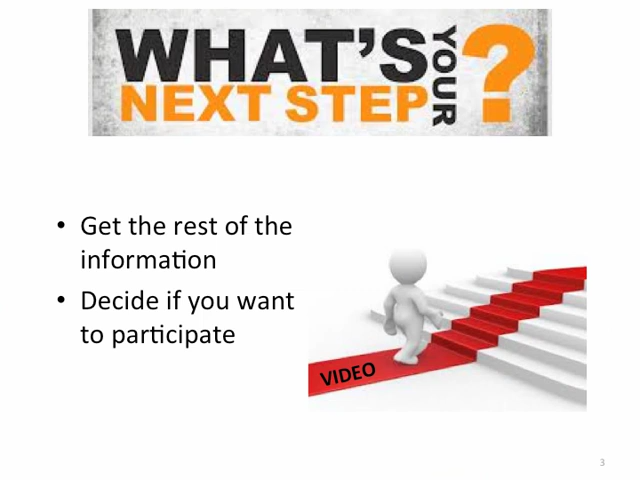 WHAT'S YOUR
NEXT STEP ?
• Get the rest of the
information
• Decide if you want
to participate
VIDEO
3